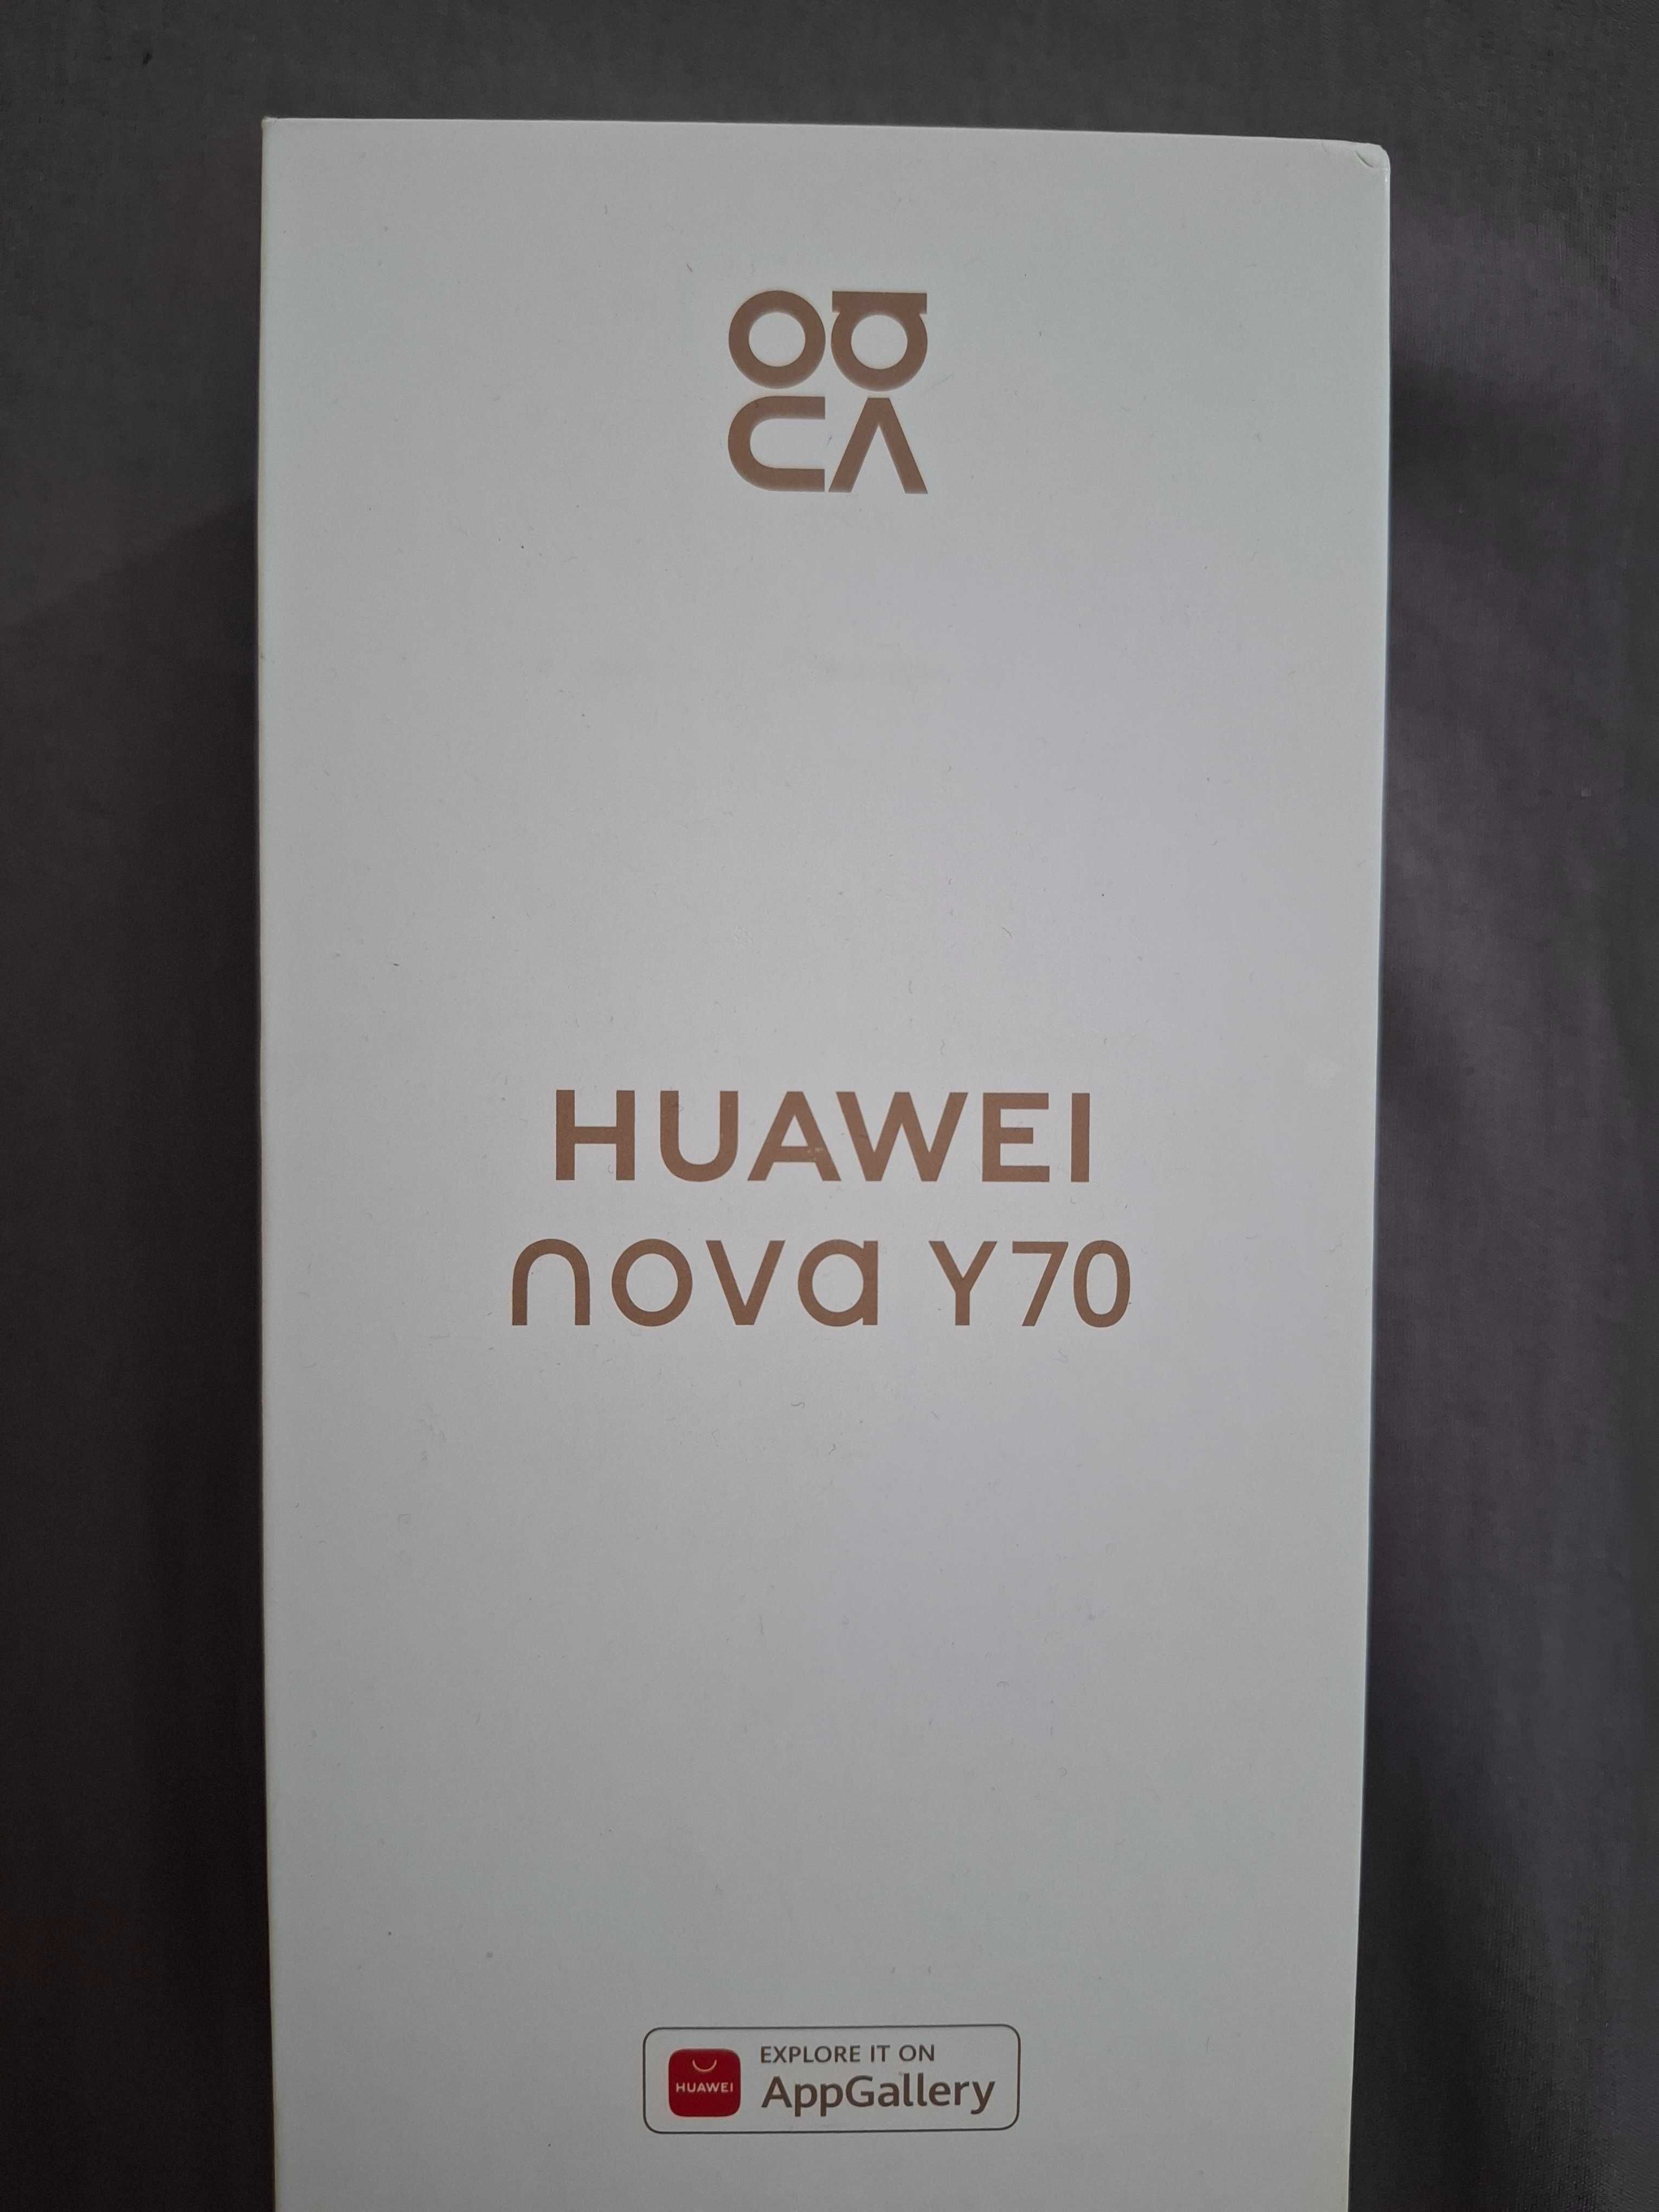 HUAWEI
nova Y70
EXPLORE IT ON
HUAWEI
AppGallery